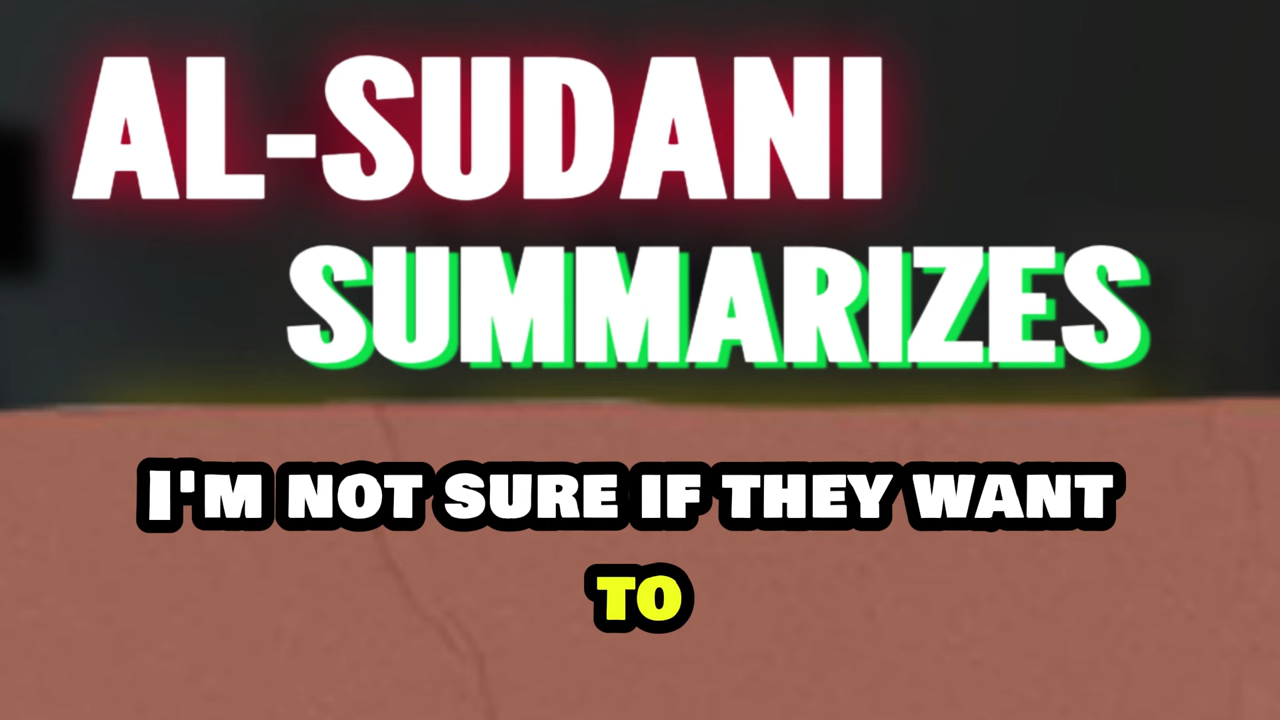 AL-SUDANI
SUMMARIZES
I'M NOT SURE IF THEY WANT
TO